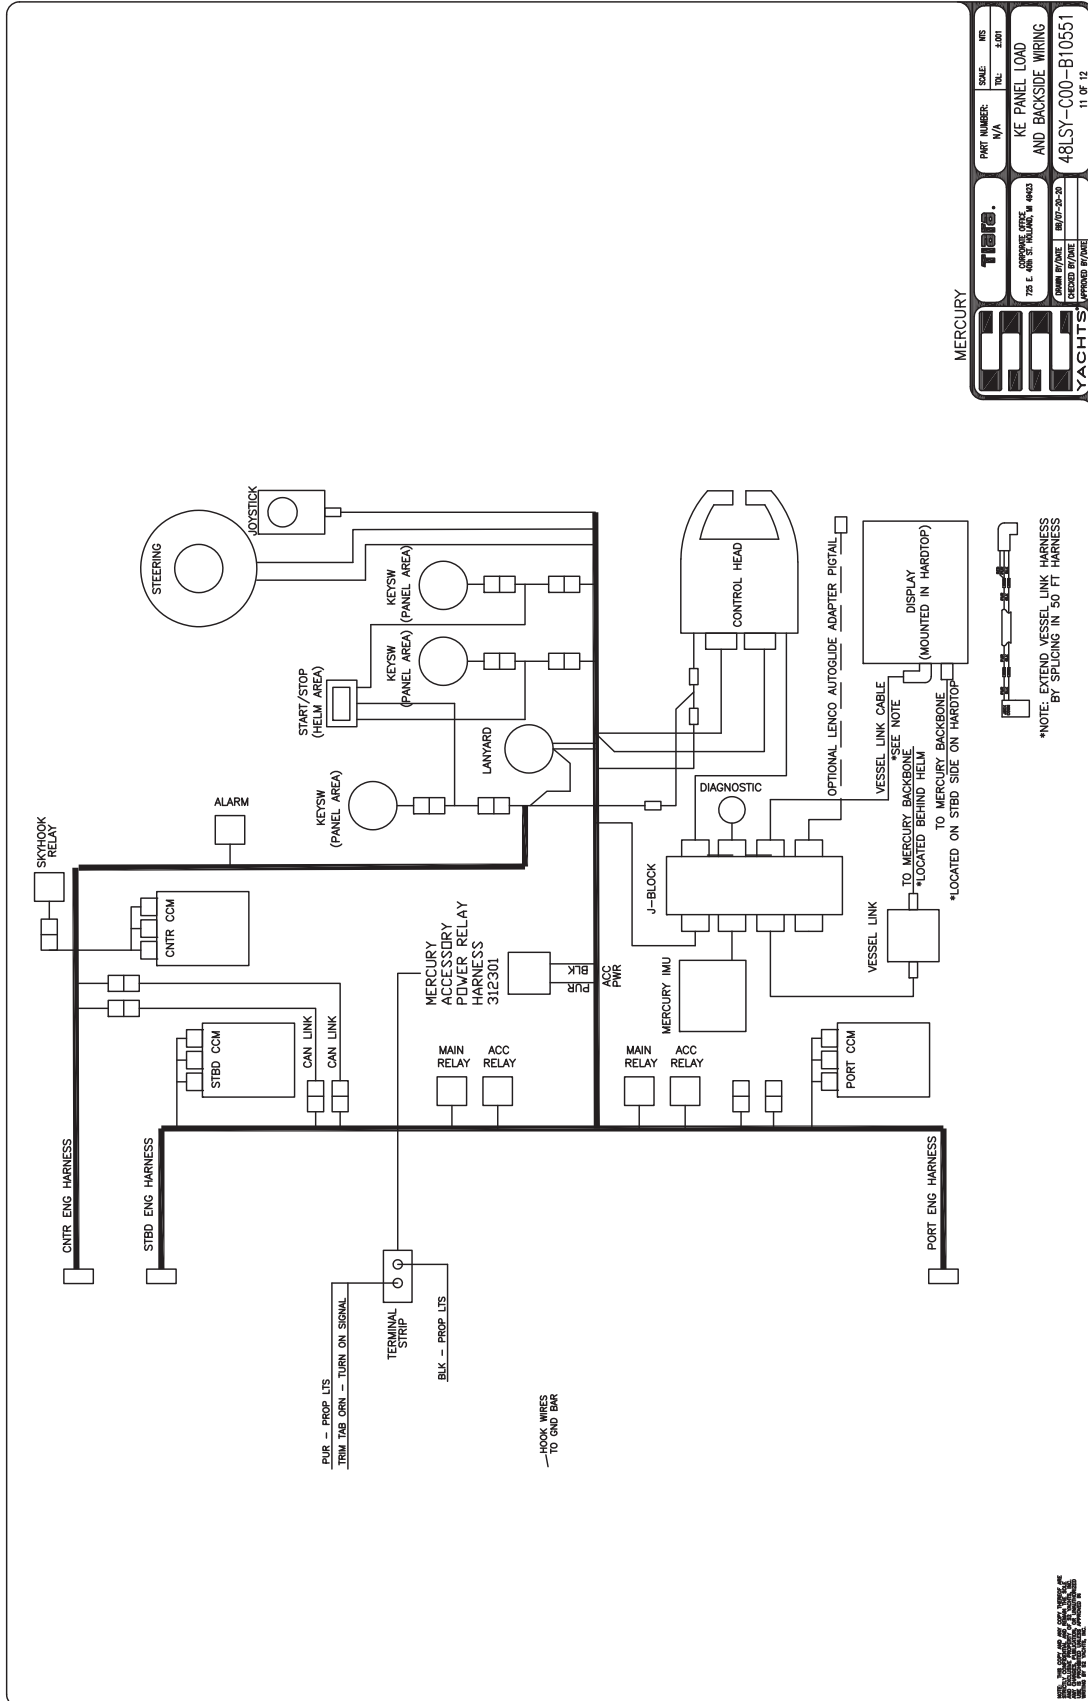 SKYHOOK
RELAY
ALARM
CNTR CCM
STBD CCM
CAN LINK
CAN LINK
CNTR ENG HARNESS
STBD ENG HARNESS
STEERING
JOYSTICK
KEYSW
(PANEL AREA)
KEYSW
(PANEL AREA)
START/STOP
(HELM AREA)
KEYSW
(PANEL AREA)
LANYARD
MERCURY
ACCESSORY
POWER RELAY
HARNESS
312301
PUR
BLK
ACC
PWR
MAIN
RELAY
ACC
RELAY
MAIN
RELAY
ACC
RELAY
TERMINAL
STRIP
PUR - PROP LTS
TRIM TAB ORN - TURN ON SIGNAL
BLK - PROP LTS
HOOK WIRES
TO GND BAR
CONTROL HEAD
DIAGNOSTIC
J-BLOCK
MERCURY IMU
OPTIONAL LENCO AUTOGLIDE ADAPTER PIGTAIL
DISPLAY
(MOUNTED IN HARDTOP)
VESSEL LINK CABLE
*SEE NOTE
TO MERCURY BACKBONE
*LOCATED BEHIND HELM
TO MERCURY BACKBONE
*LOCATED ON STBD SIDE ON HARDTOP
VESSEL LINK
PORT CCM
PORT ENG HARNESS
*NOTE: EXTEND VESSEL LINK HARNESS
BY SPLICING IN 50 FT HARNESS
MERCURY
YACHTS
TIARA.
CORPORATE OFFICE
725 E. 40th ST. HOLLAND, MI 49423
DRAWN BY/DATE BB/07-20-20
CHECKED BY/DATE
APPROVED BY/DATE
PART NUMBER:
N/A
SCALE: NTS
TOL: ±.001
KE PANEL LOAD
AND BACKSIDE WIRING
48LSY-C00-B10551
11 OF 12